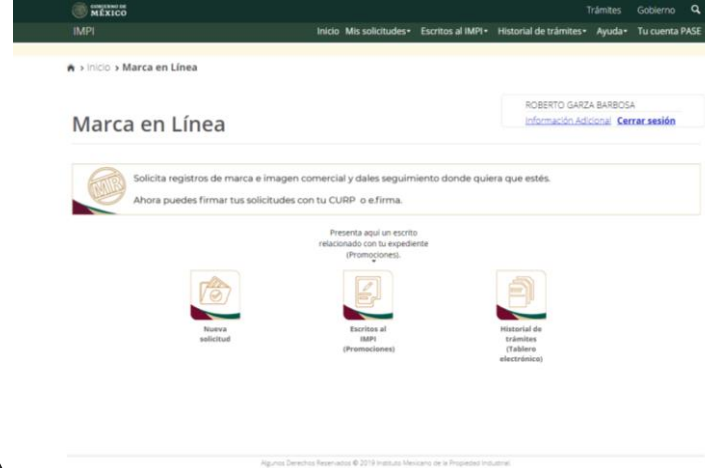 GOBIERNO DE
MÉXICO
Trámites Gobierno
IMPI
Inicio Mis solicitudes Escritos al IMPI Historial de trámites Ayuda Tu cuenta PASE
> Inicio > Marca en Línea
ROBERTO GARZA BARBOSA
Información Adicional Cerrar sesión
Marca en Línea
Solicita registros de marca e imagen comercial y dales seguimiento donde quiera que estés.
Ahora puedes firmar tus solicitudes con tu CURP o e.firma.
Presenta aquí un escrito
relacionado con tu expediente
(Promociones).
Nueva
solicitud
Escritos al
IMPI
(Promociones)
Historial de
trámites
(Tablero
electrónico)
Algunos Derechos Reservados © 2019 Instituto Mexicano de la Propiedad Industrial.